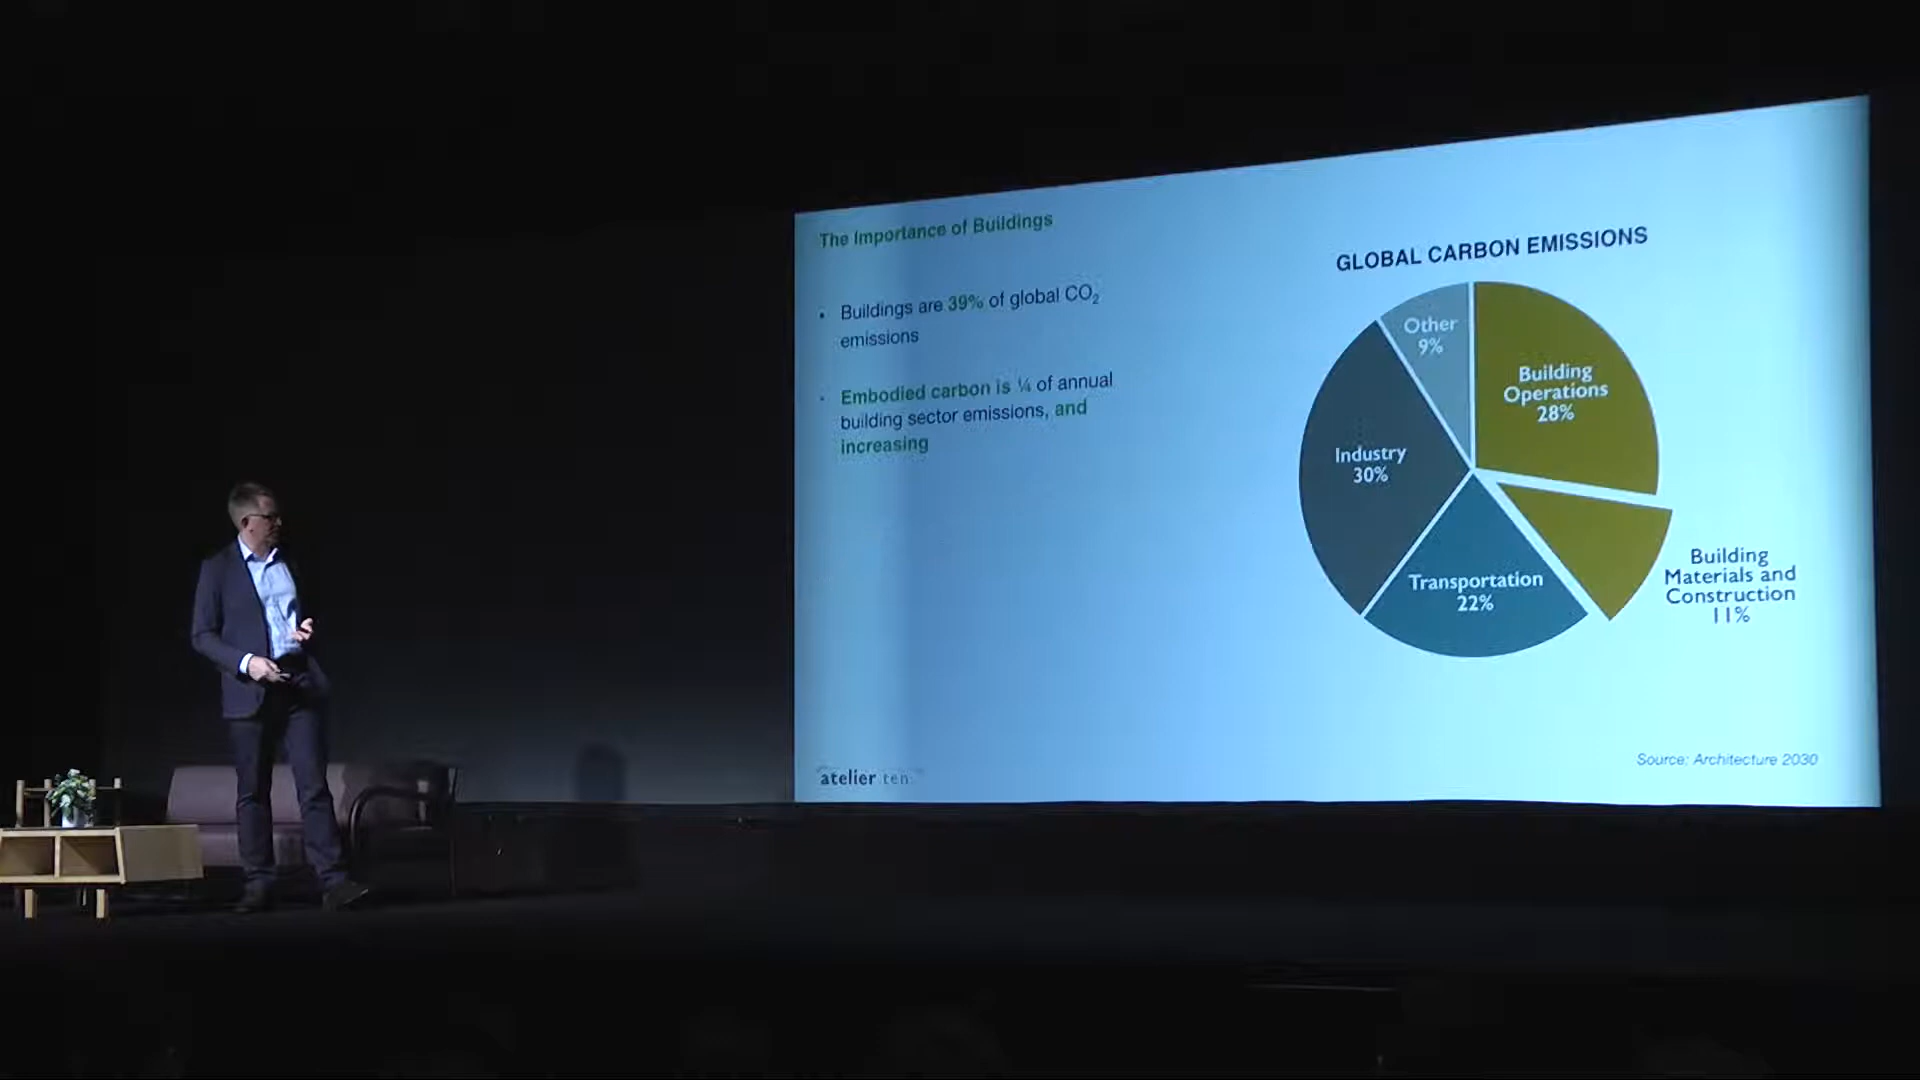 The Importance of Buildings
• Buildings are 39% of global CO₂
emissions
• Embodied carbon is ¼ of annual
building sector emissions, and
increasing
GLOBAL CARBON EMISSIONS
Other
9%
Building
Operations
28%
Industry
30%
Transportation
22%
Building
Materials and
Construction
11%
atelier ten
Source: Architecture 2030